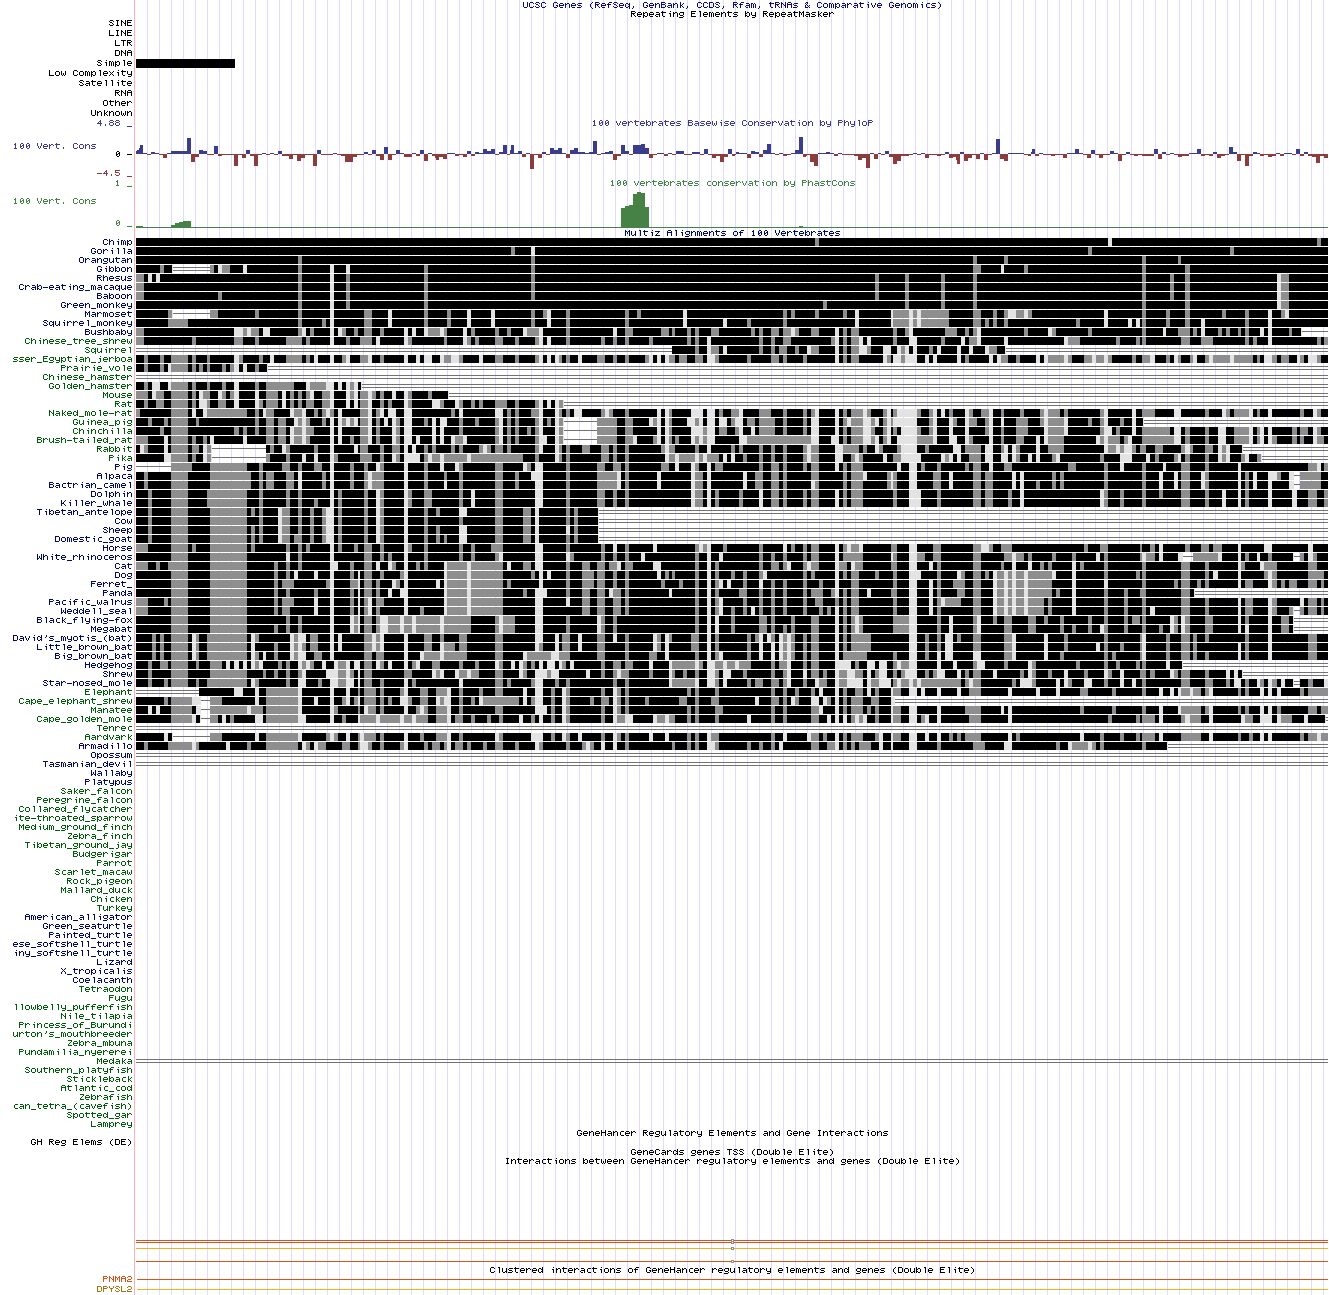 UCSC Genes (RefSeq, GenBank, CCDS, Rfam, tRNAs & Comparative Genomics)
Repeating Elements by RepeatMasker
SINE
LINE
LTR
DNA
Simple
Low Complexity
Satellite
RNA
Other
Unknown
4.88 _
100 vertebrates Basewise Conservation by PhyloP
100 Vert. Cons
0 _
-4.5 _
1 _
100 vertebrates conservation by PhastCons
100 Vert. Cons
0 _
Multiz Alignments of 100 Vertebrates
Chimp
Gorilla
Orangutan
Gibbon
Rhesus
Crab-eating_macaque
Baboon
Green_monkey
Marmoset
Squirrel_monkey
Bushbaby
Chinese_tree_shrew
Squirrel
sser_Egyptian_jerboa
Prairie_vole
Chinese_hamster
Golden_hamster
Mouse
Rat
Naked_mole-rat
Guinea_pig
Chinchilla
Brush-tailed_rat
Rabbit
Pika
Pig
Alpaca
Bactrian_camel
Dolphin
Killer_whale
Tibetan_antelope
Cow
Sheep
Domestic_goat
Horse
White_rhinoceros
Cat
Dog
Ferret_
Panda
Pacific_walrus
Weddell_seal
Black_flying-fox
Megabat
David's_myotis_(bat)
Little_brown_bat
Big_brown_bat
Hedgehog
Shrew
Star-nosed_mole
Elephant
Cape_elephant_shrew
Manatee
Cape_golden_mole
Tenrec
Aardvark
Armadillo
Opossum
Tasmanian_devil
Wallaby
Platypus
Saker_falcon
Peregrine_falcon
Collared_flycatcher
ite-throated_sparrow
Medium_ground_finch
Zebra_finch
Tibetan_ground_jay
Budgerigar
Parrot
Scarlet_macaw
Rock_pigeon
Mallard_duck
Chicken
Turkey
American_alligator
Green_seaturtle
Painted_turtle
ese_softshell_turtle
iny_softshell_turtle
Lizard
X_tropicalis
Coelacanth
Tetraodon
Fugu
llowbelly_pufferfish
Nile_tilapia
Princess_of_Burundi
urton's_mouthbreeder
Zebra_mbuna
Pundamilia_nyererei
Medaka
Southern_platyfish
Stickleback
Atlantic_cod
Zebrafish
can_tetra_(cavefish)
Spotted_gar
Lamprey
GeneHancer Regulatory Elements and Gene Interactions
GH Reg Elems (DE)
GeneCards genes TSS (Double Elite)
Interactions between GeneHancer regulatory elements and genes (Double Elite)
Clustered interactions of GeneHancer regulatory elements and genes (Double Elite)
PNMA2
DPYSL2